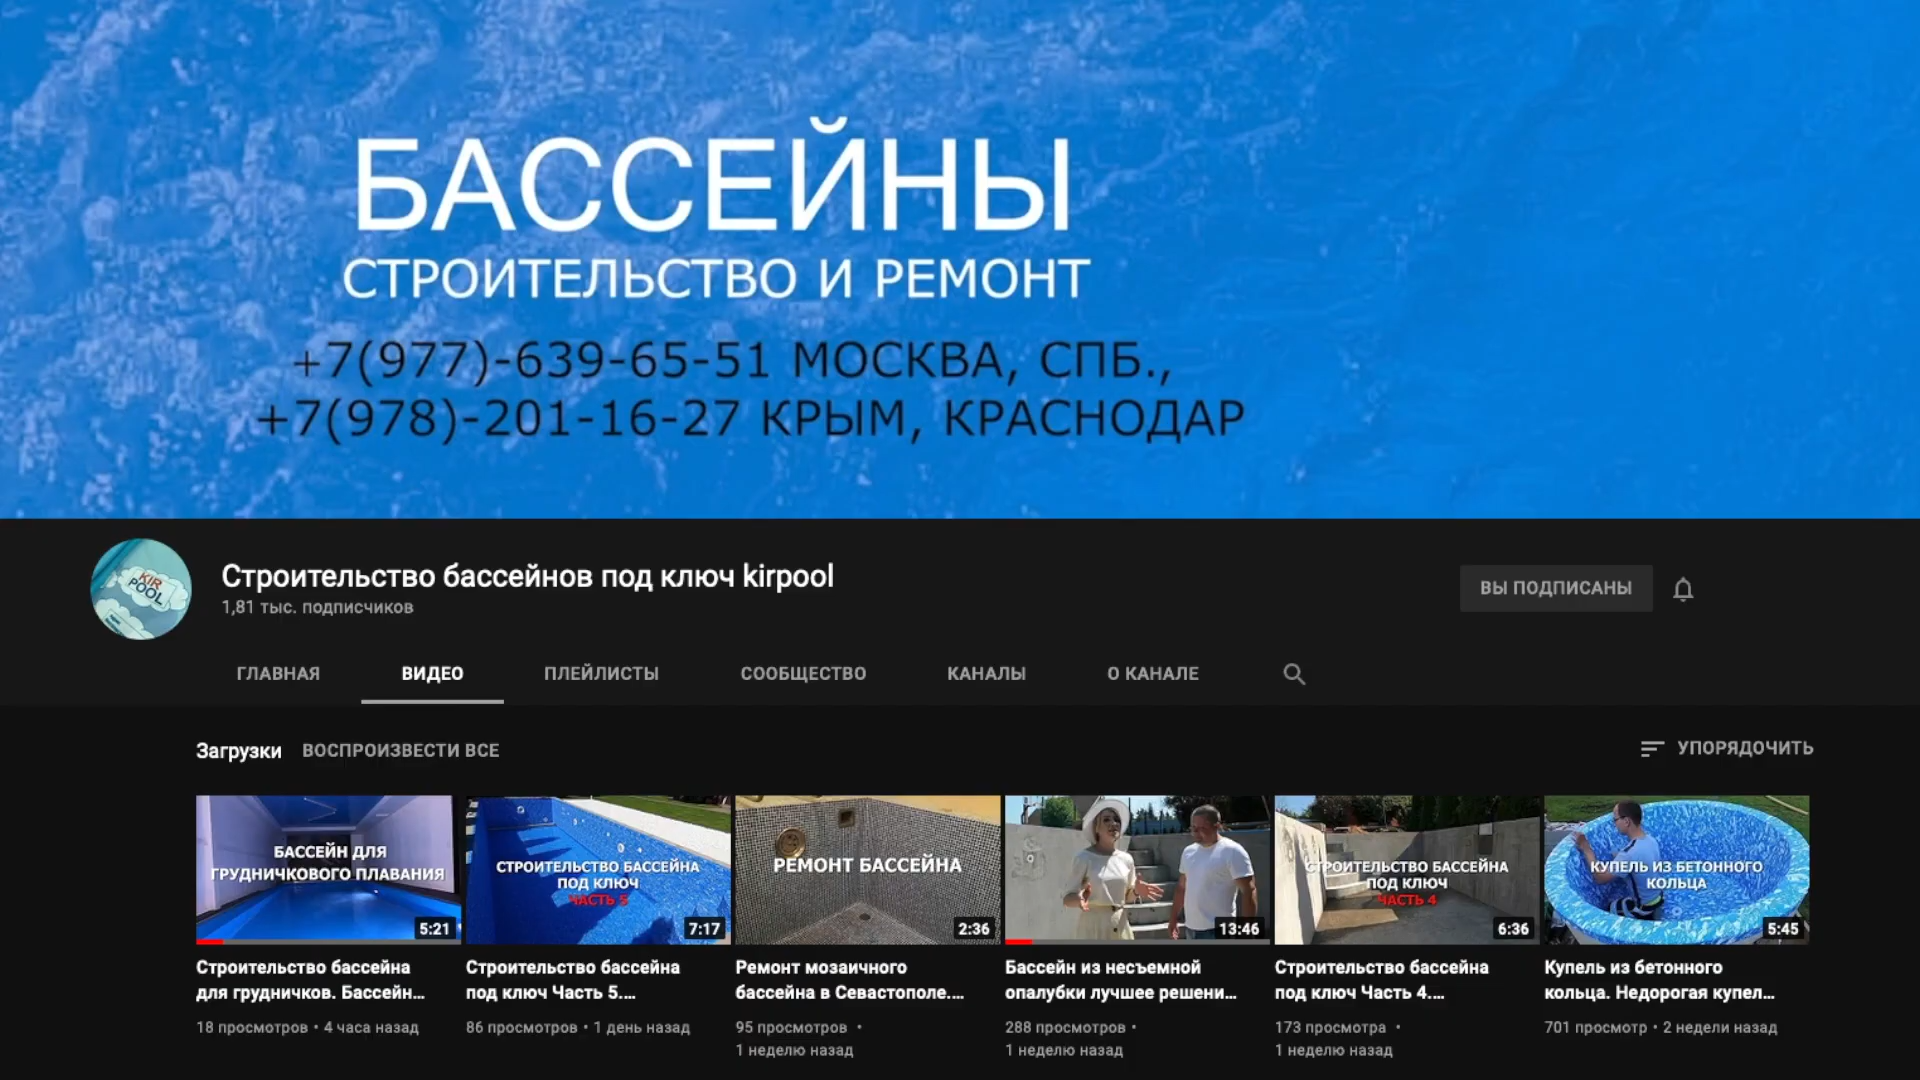 БАССЕЙНЫ
СТРОИТЕЛЬСТВО И РЕМОНТ
+7(977)-639-65-51 МОСКВА, СПБ.,
+7(978)-201-16-27 КРЫМ, КРАСНОДАР
KIR
POOL
Строительство бассейнов под ключ kirpool
1,81 тыс. подписчиков
ВЫ ПОДПИСАНЫ
ГЛАВНАЯ ВИДЕО ПЛЕЙЛИСТЫ СООБЩЕСТВО КАНАЛЫ О КАНАЛЕ
Загрузки ВОСПРОИЗВЕСТИ ВСЕ УПОРЯДОЧИТЬ
БАССЕЙН ДЛЯ
ГРУДНИЧКОВОГО ПЛАВАНИЯ
5:21
Строительство бассейна
для грудничков. Бассейн...
18 просмотров • 4 часа назад
СТРОИТЕЛЬСТВО БАССЕЙНА
ПОД КЛЮЧ
ЧАСТЬ 5
7:17
Строительство бассейна
под ключ Часть 5....
86 просмотров • 1 день назад
РЕМОНТ БАССЕЙНА
2:36
Ремонт мозаичного
бассейна в Севастополе....
95 просмотров •
1 неделю назад
13:46
Бассейн из несъемной
опалубки лучшее решени...
288 просмотров •
1 неделю назад
СТРОИТЕЛЬСТВО БАССЕЙНА
ПОД КЛЮЧ
ЧАСТЬ 4
6:36
Строительство бассейна
под ключ Часть 4....
173 просмотра •
1 неделю назад
КУПЕЛЬ ИЗ БЕТОННОГО
КОЛЬЦА
5:45
Купель из бетонного
кольца. Недорогая купел...
701 просмотр • 2 недели назад